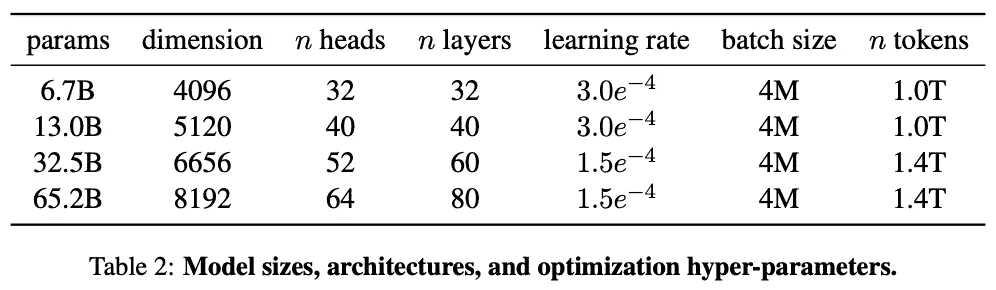 params dimension n heads n layers learning rate batch size n tokens
6.7B 4096 32 32 3.0e−4 4M 1.0T
13.0B 5120 40 40 3.0e−4 4M 1.0T
32.5B 6656 52 60 1.5e−4 4M 1.4T
65.2B 8192 64 80 1.5e−4 4M 1.4T
Table 2: Model sizes, architectures, and optimization hyper-parameters.